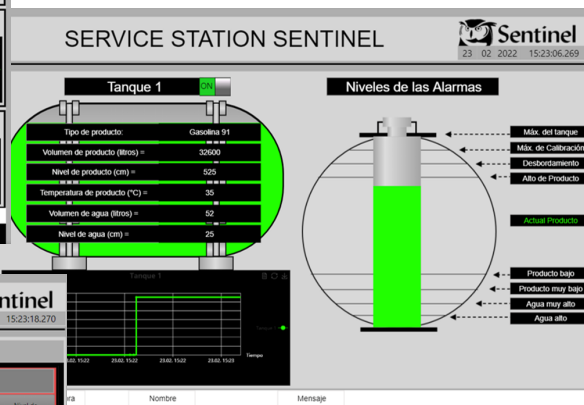 SERVICE STATION SENTINEL
Sentinel
23 02 2022 15:23:06.269
Tanque 1
ON
Niveles de las Alarmas
Tipo de producto: Gasolina 91
Volumen de producto (litros) = 32600
Nivel de producto (cm) = 525
Temperatura de producto (°C) = 35
Volumen de agua (litros) = 52
Nivel de agua (cm) = 25
Máx. del tanque
Máx. de Calibración
Desbordamiento
Alto de Producto
Actual Producto
Producto bajo
Producto muy bajo
Agua muy alto
Agua alto
Tanque 1
Tanque 1
23.02, 15:22 23.02, 15:22 23.02, 15:22 23.02, 15:23
Tiempo
ntinel
15:23:18.270
ra Nombre Mensaje